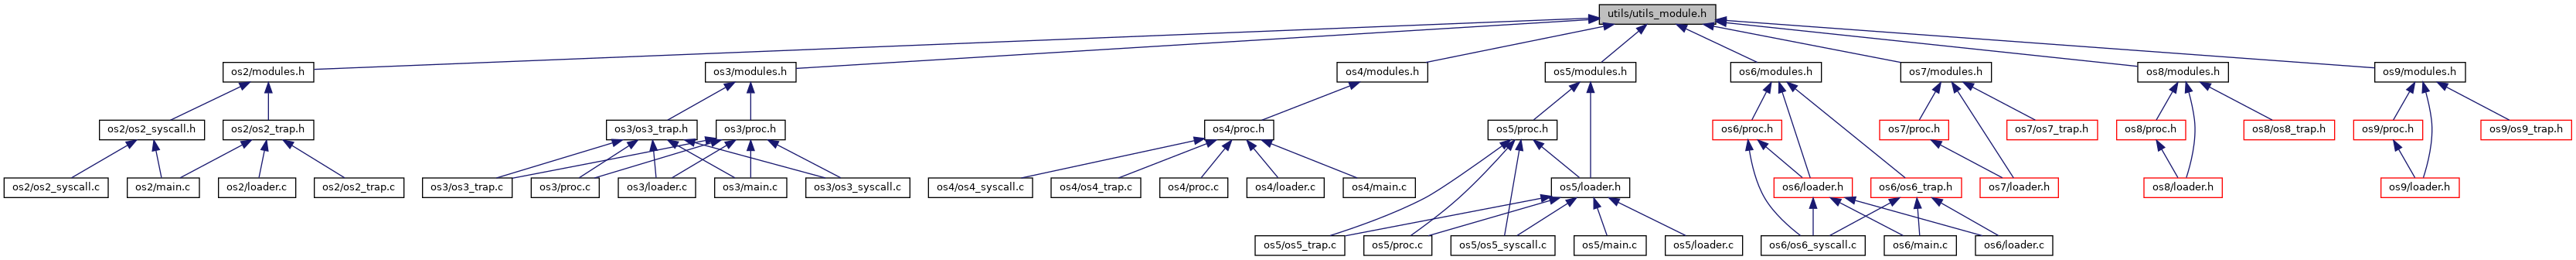 utils/utils_module.h
os2/modules.h
os3/modules.h
os4/modules.h
os5/modules.h
os6/modules.h
os7/modules.h
os8/modules.h
os9/modules.h
os2/os2_syscall.h
os2/os2_trap.h
os3/os3_trap.h
os3/proc.h
os4/proc.h
os5/proc.h
os6/proc.h
os7/proc.h
os7/os7_trap.h
os8/proc.h
os8/os8_trap.h
os9/proc.h
os9/os9_trap.h
os2/os2_syscall.c
os2/main.c
os2/loader.c
os2/os2_trap.c
os3/os3_trap.c
os3/proc.c
os3/loader.c
os3/main.c
os3/os3_syscall.c
os4/os4_syscall.c
os4/os4_trap.c
os4/proc.c
os4/loader.c
os4/main.c
os5/loader.h
os6/loader.h
os6/os6_trap.h
os7/loader.h
os8/loader.h
os9/loader.h
os5/os5_trap.c
os5/proc.c
os5/os5_syscall.c
os5/main.c
os5/loader.c
os6/os6_syscall.c
os6/main.c
os6/loader.c